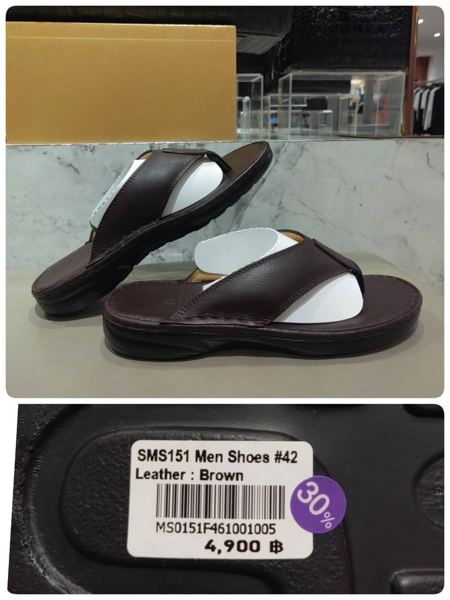 SMS151 Men Shoes #42
Leather : Brown
30%
MS0151F461001005
4,900 ฿